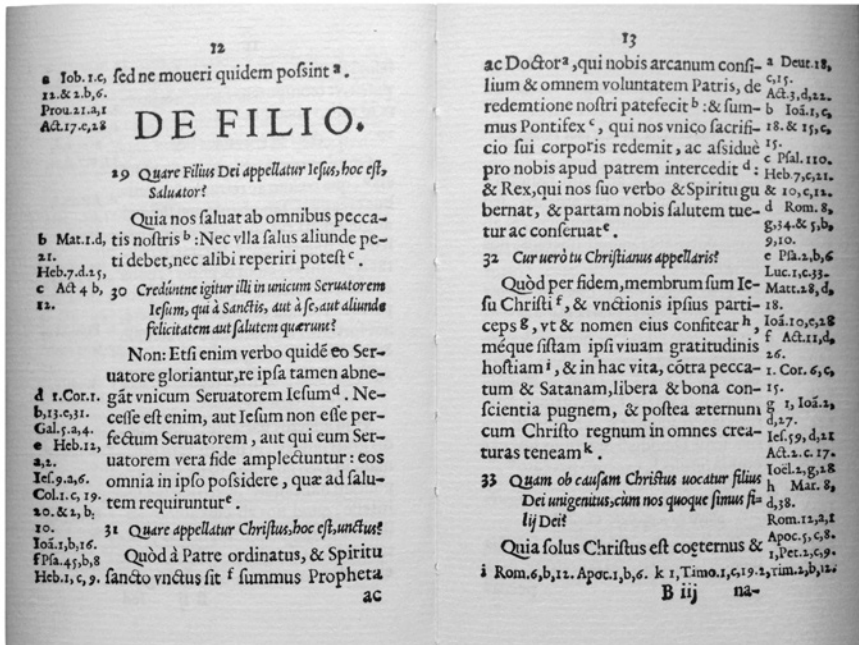 12
a Iob.1.c, ſed ne moueri quidem poſsint a.
12.& 2.b,6.
Prou.21.a,1
Act.17.e,28
DE FILIO.
29 Quare Filius Dei appellatur Ieſus, hoc eſt,
Saluator?
Quia nos ſaluat ab omnibus pecca-
b Mat.1.d, tis noſtris b : Nec vlla ſalus aliunde pe-
21.
ti debet, nec alibi reperiri poteſt c.
Heb.7.d.25,
c Act 4 b, 30 Credúntne igitur illi in unicum Seruatorem
12.
Ieſum, qui à Sanctis, aut à ſe, aut aliunde
felicitatem aut ſalutem quærunt?
Non: Etſi enim verbo quidē eo Ser-
uatore gloriantur, re ipſa tamen abne-
d 1.Cor.1. gāt vnicum Seruatorem Ieſum d. Ne-
b,13.e,31. ceſſe eſt enim, aut Ieſum non eſſe per-
Gal.5.a,4.
e Heb.12, fectum Seruatorem, aut qui eum Ser-
a,2. uatorem vera fide amplectuntur: eos
Ieſ.9.a,6. omnia in ipſo poſsidere, quæ ad ſalu-
Col.1.c, 19. tem requiruntur e.
20.& 2, b,
10. 31 Quare appellatur Chriſtus, hoc eſt, unctus?
Ioā.1,b,16.
f Pſa.45,b,8 Quòd à Patre ordinatus, & Spiritu
Heb.1, c, 9. ſancto vnctus ſit f ſummus Propheta
ac
13
ac Doctor a, qui nobis arcanum conſi- a Deut.18,
lium & omnem voluntatem Patris, de c,15.
Act.3,d,22.
redemtione noſtri patefecit b : & ſum- b Ioā.1,c,
mus Pontifex c, qui nos vnico ſacrifi- 18.& 15,c,
cio ſui corporis redemit, ac aſsiduè 15.
c Pſal.110.
pro nobis apud patrem intercedit d : Heb.7,c,21.
& Rex, qui nos ſuo verbo & Spiritu gu & 10,c,12.
bernat, & partam nobis ſalutem tue- d Rom. 8,
tur ac conſeruat e. g,34.& 5,b,
9,10.
32 Cur uerò tu Chriſtianus appellaris? e Pſa.2,b,6
Luc.1,c.33.
Quòd per fidem, membrum ſum Ie- Matt.28,d,
ſu Chriſti f, & vnctionis ipſius parti- 18.
ceps g, vt & nomen eius confitear h, Ioā.10,e,28
f Act.11,d,
méque ſiſtam ipſi viuam gratitudinis 26.
hoſtiam i, & in hac vita, cōtra pecca- 1. Cor. 6,c,
tum & Satanam, libera & bona con- 15.
ſcientia pugnem, & poſtea æternum g 1, Ioā.2,
d,27.
cum Chriſto regnum in omnes crea- Ieſ.59,d,21
turas teneam k. Act.2.c.17.
Ioël.2,g,28
33 Quam ob cauſam Chriſtus uocatur filius h Mar. 8,
Dei unigenitus, cùm nos quoque ſimus fi- d,38.
lij Dei? Rom.12,a,1
Apoc.5,c,8.
Quia ſolus Chriſtus eſt coęternus & 1,Pet.2,c,9.
i Rom.6,b,12. Apoc.1,b,6. k 1,Timo.1,c,19.2,tim.2,b,12.
B iij na-